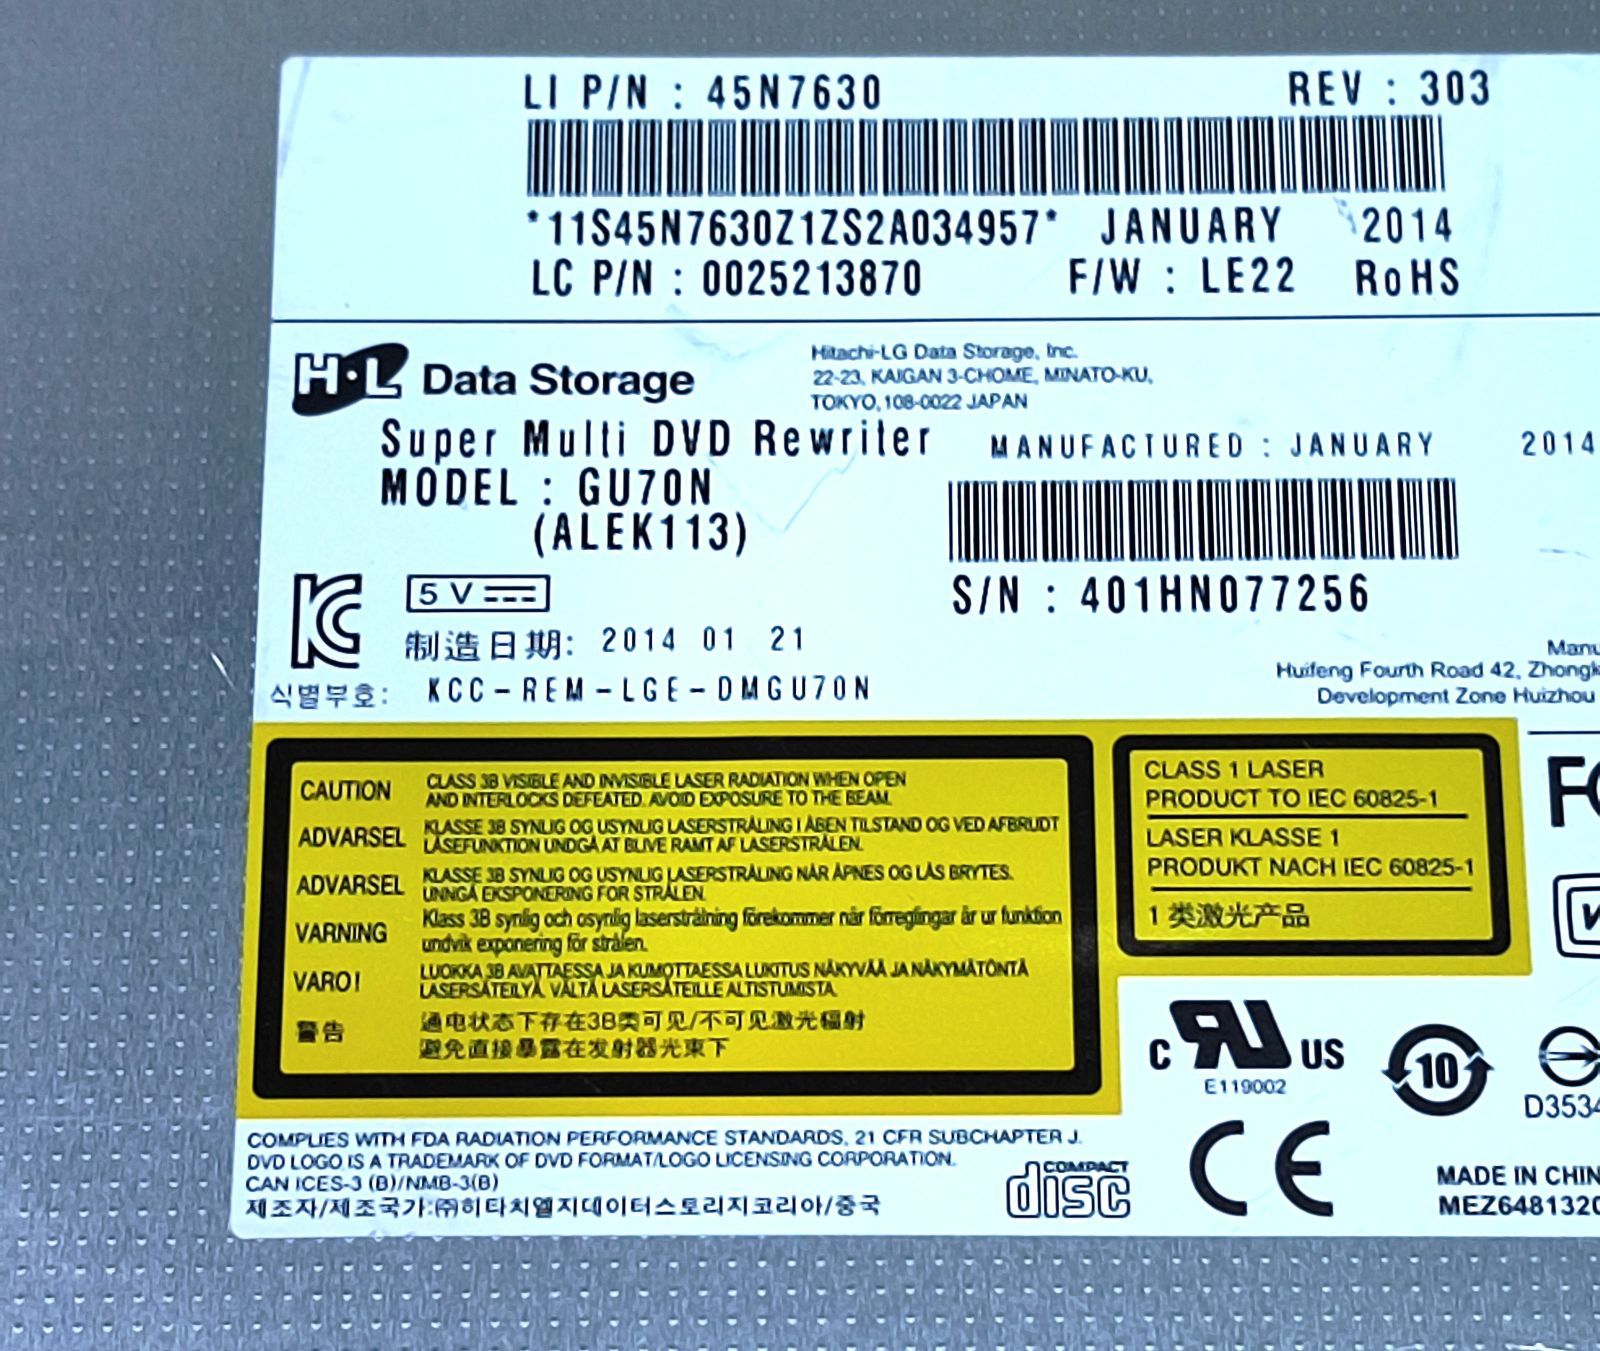 LI P/N : 45N7630 REV : 303
*11S45N7630Z1ZS2A034957* JANUARY 2014
LC P/N : 0025213870 F/W : LE22 RoHS
H·L Data Storage
Hitachi-LG Data Storage, Inc.
22-23, KAIGAN 3-CHOME, MINATO-KU,
TOKYO, 108-0022 JAPAN
Super Multi DVD Rewriter
MANUFACTURED : JANUARY 2014
MODEL : GU70N
(ALEK113)
S/N : 401HN077256
5 V
制造日期: 2014 01 21
식별부호: KCC-REM-LGE-DMGU70N
Huifeng Fourth Road 42,
Development Zone Huizhou
CAUTION CLASS 3B VISIBLE AND INVISIBLE LASER RADIATION WHEN OPEN
AND INTERLOCKS DEFEATED. AVOID EXPOSURE TO THE BEAM.
ADVARSEL KLASSE 3B SYNLIG OG USYNLIG LASERSTRÅLING I ÅBEN TILSTAND OG VED AFBRUDT
LÅSEFUNKTION UNDGÅ AT BLIVE RAMT AF LASERSTRÅLEN.
ADVARSEL KLASSE 3B SYNLIG OG USYNLIG LASERSTRÅLING NÅR ÅPNES OG LÅS BRYTES.
UNNGÅ EKSPONERING FOR STRÅLEN.
VARNING Klass 3B synlig och osynlig laserstrålning förekommer når förreglingar är ur funktion
undvik exponering för strålen.
VARO! LUOKKA 3B AVATTAESSA JA KUMOTTAESSA LUKITUS NÄKYVÄÄ JA NÄKYMÄTÖNTÄ
LASERSÄTEILYÄ. VÄLTÄ LASERSÄTEILLE ALTISTUMISTA.
警告 通电状态下存在3B类可见/不可见激光辐射
避免直接暴露在发射器光束下
CLASS 1 LASER
PRODUCT TO IEC 60825-1
LASER KLASSE 1
PRODUKT NACH IEC 60825-1
1 类激光产品
c UR US
E119002
10
CE
COMPLIES WITH FDA RADIATION PERFORMANCE STANDARDS, 21 CFR SUBCHAPTER J.
DVD LOGO IS A TRADEMARK OF DVD FORMAT/LOGO LICENSING CORPORATION.
CAN ICES-3 (B)/NMB-3(B)
제조자/제조국가:㈜히타치엘지데이터스토리지코리아/중국
COMPACT
disc
MADE IN